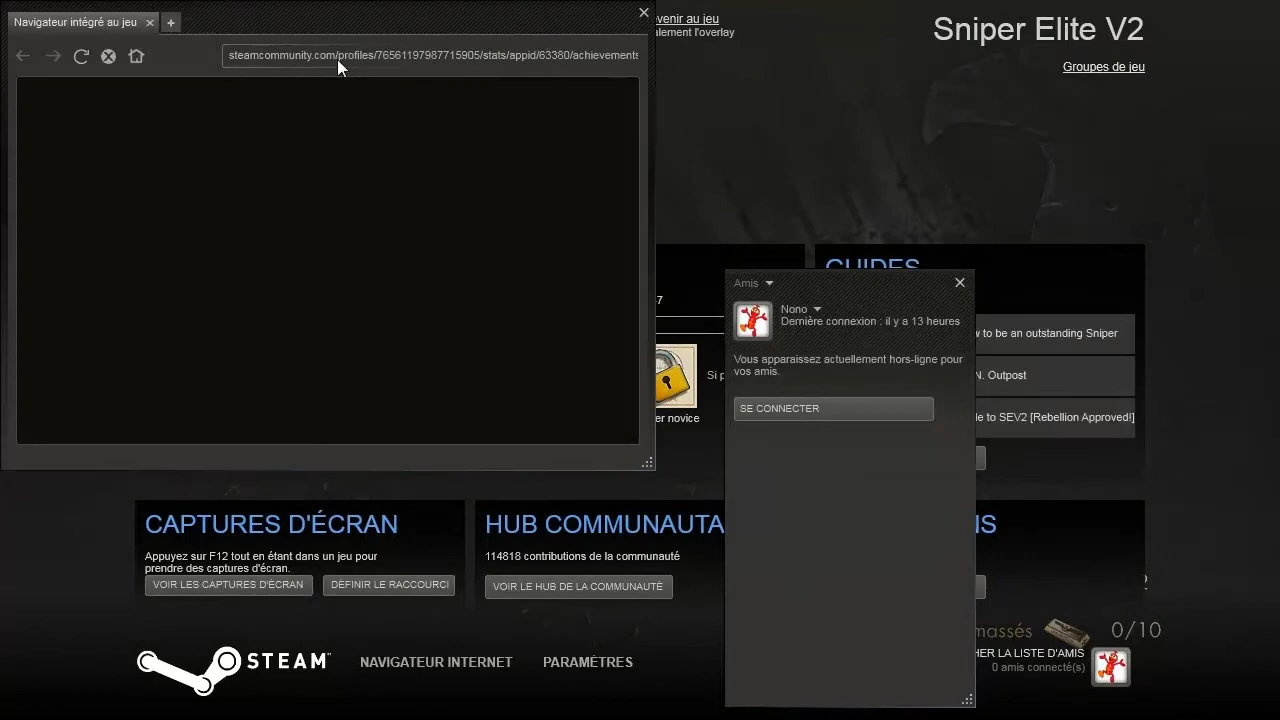 Navigateur intégré au jeu
steamcommunity.com/profiles/76561197987715905/stats/appid/63380/achievements
evenir au jeu
alement l'overlay
Sniper Elite V2
Groupes de jeu
GUIDES
w to be an outstanding Sniper
N. Outpost
de to SEV2 [Rebellion Approved!]
Si p
er novice
Amis
Nono
Dernière connexion : il y a 13 heures
Vous apparaissez actuellement hors-ligne pour
vos amis.
SE CONNECTER
CAPTURES D'ÉCRAN
Appuyez sur F12 tout en étant dans un jeu pour
prendre des captures d'écran.
VOIR LES CAPTURES D'ÉCRAN
DÉFINIR LE RACCOURCI
HUB COMMUNAUTA
114818 contributions de la communauté
VOIR LE HUB DE LA COMMUNAUTÉ
IS
massés
0/10
HER LA LISTE D'AMIS
0 amis connecté(s)
STEAM
NAVIGATEUR INTERNET
PARAMÈTRES